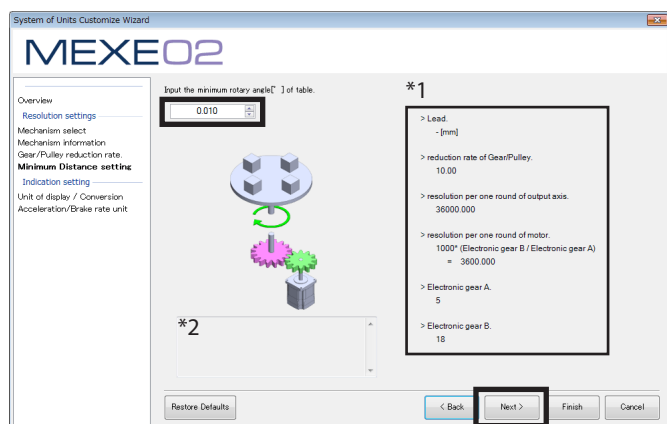 System of Units Customize Wizard
MEXE02
Overview
Resolution settings
Mechanism select
Mechanism information
Gear/Pulley reduction rate.
Minimum Distance setting
Indication setting
Unit of display / Conversion
Acceleration/Brake rate unit
Input the minimum rotary angle[° ] of table.
0.010
*1
> Lead.
- [mm]
> reduction rate of Gear/Pulley.
10.00
> resolution per one round of output axis.
36000.000
> resolution per one round of motor.
1000* (Electronic gear B / Electronic gear A)
= 3600.000
> Electronic gear A.
5
> Electronic gear B.
18
*2
Restore Defaults
< Back
Next >
Finish
Cancel